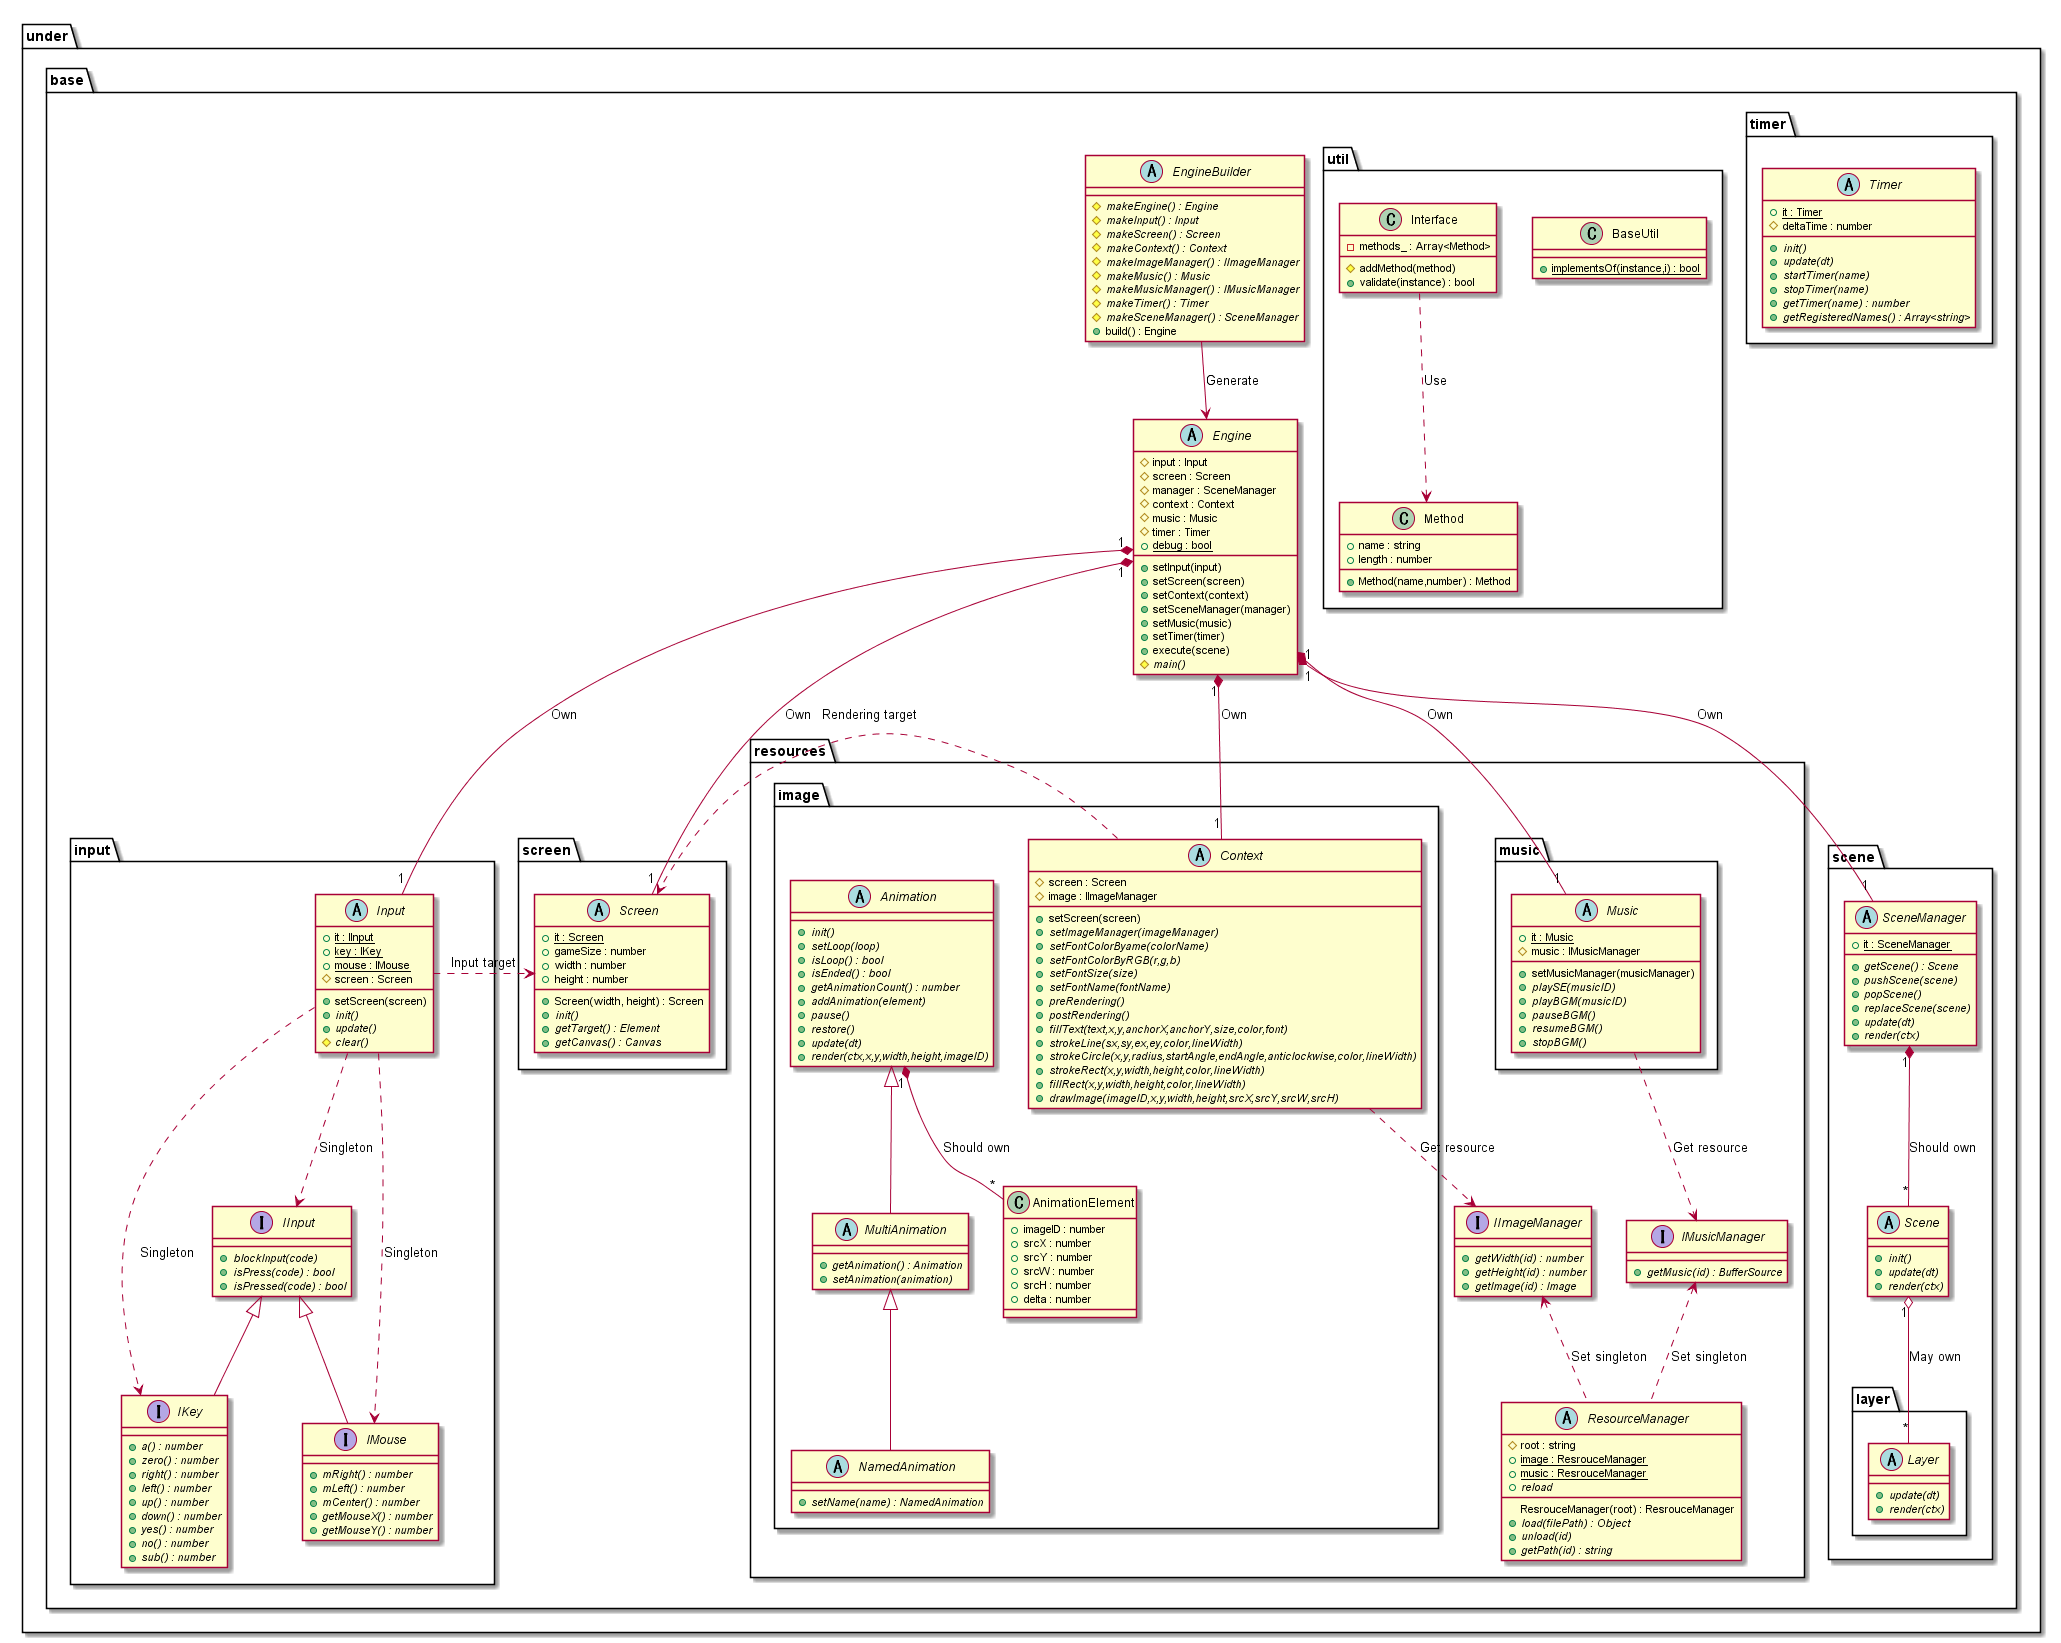 under
base
timer
Timer
it : Timer
deltaTime : number
init()
update(dt)
startTimer(name)
stopTimer(name)
getTimer(name) : number
getRegisteredNames() : Array<string>
util
Interface
methods_ : Array<Method>
addMethod(method)
validate(instance) : bool
BaseUtil
implementsOf(instance,i) : bool
Use
Method
name : string
length : number
Method(name,number) : Method
EngineBuilder
makeEngine() : Engine
makeInput() : Input
makeScreen() : Screen
makeContext() : Context
makeImageManager() : IImageManager
makeMusic() : Music
makeMusicManager() : IMusicManager
makeTimer() : Timer
makeSceneManager() : SceneManager
build() : Engine
Generate
Engine
input : Input
screen : Screen
manager : SceneManager
context : Context
music : Music
timer : Timer
debug : bool
setInput(input)
setScreen(screen)
setContext(context)
setSceneManager(manager)
setMusic(music)
setTimer(timer)
execute(scene)
main()
1
1
1
1
1
Own
Own
Rendering target
Own
Own
Own
input
1
Input
it : IInput
key : IKey
mouse : IMouse
screen : Screen
setScreen(screen)
init()
update()
clear()
Input target
Singleton
Singleton
Singleton
IInput
blockInput(code)
isPress(code) : bool
isPressed(code) : bool
IKey
a() : number
zero() : number
right() : number
left() : number
up() : number
down() : number
yes() : number
no() : number
sub() : number
IMouse
mRight() : number
mLeft() : number
mCenter() : number
getMouseX() : number
getMouseY() : number
screen
1
Screen
it : Screen
gameSize : number
width : number
height : number
Screen(width, height) : Screen
init()
getTarget() : Element
getCanvas() : Canvas
resources
image
Animation
init()
setLoop(loop)
isLoop() : bool
isEnded() : bool
getAnimationCount() : number
addAnimation(element)
pause()
restore()
update(dt)
render(ctx,x,y,width,height,imageID)
1
Should own
*
MultiAnimation
getAnimation() : Animation
setAnimation(animation)
AnimationElement
imageID : number
srcX : number
srcY : number
srcW : number
srcH : number
delta : number
NamedAnimation
setName(name) : NamedAnimation
1
Context
screen : Screen
image : IImageManager
setScreen(screen)
setImageManager(imageManager)
setFontColorByame(colorName)
setFontColorByRGB(r,g,b)
setFontSize(size)
setFontName(fontName)
preRendering()
postRendering()
fillText(text,x,y,anchorX,anchorY,size,color,font)
strokeLine(sx,sy,ex,ey,color,lineWidth)
strokeCircle(x,y,radius,startAngle,endAngle,anticlockwise,color,lineWidth)
strokeRect(x,y,width,height,color,lineWidth)
fillRect(x,y,width,height,color,lineWidth)
drawImage(imageID,x,y,width,height,srcX,srcY,srcW,srcH)
Get resource
music
1
Music
it : Music
music : IMusicManager
setMusicManager(musicManager)
playSE(musicID)
playBGM(musicID)
pauseBGM()
resumeBGM()
stopBGM()
Get resource
IImageManager
getWidth(id) : number
getHeight(id) : number
getImage(id) : Image
IMusicManager
getMusic(id) : BufferSource
Set singleton
Set singleton
ResourceManager
root : string
image : ResrouceManager
music : ResrouceManager
reload
ResrouceManager(root) : ResrouceManager
load(filePath) : Object
unload(id)
getPath(id) : string
scene
1
SceneManager
it : SceneManager
getScene() : Scene
pushScene(scene)
popScene()
replaceScene(scene)
update(dt)
render(ctx)
1
Should own
*
Scene
init()
update(dt)
render(ctx)
1
May own
layer
*
Layer
update(dt)
render(ctx)